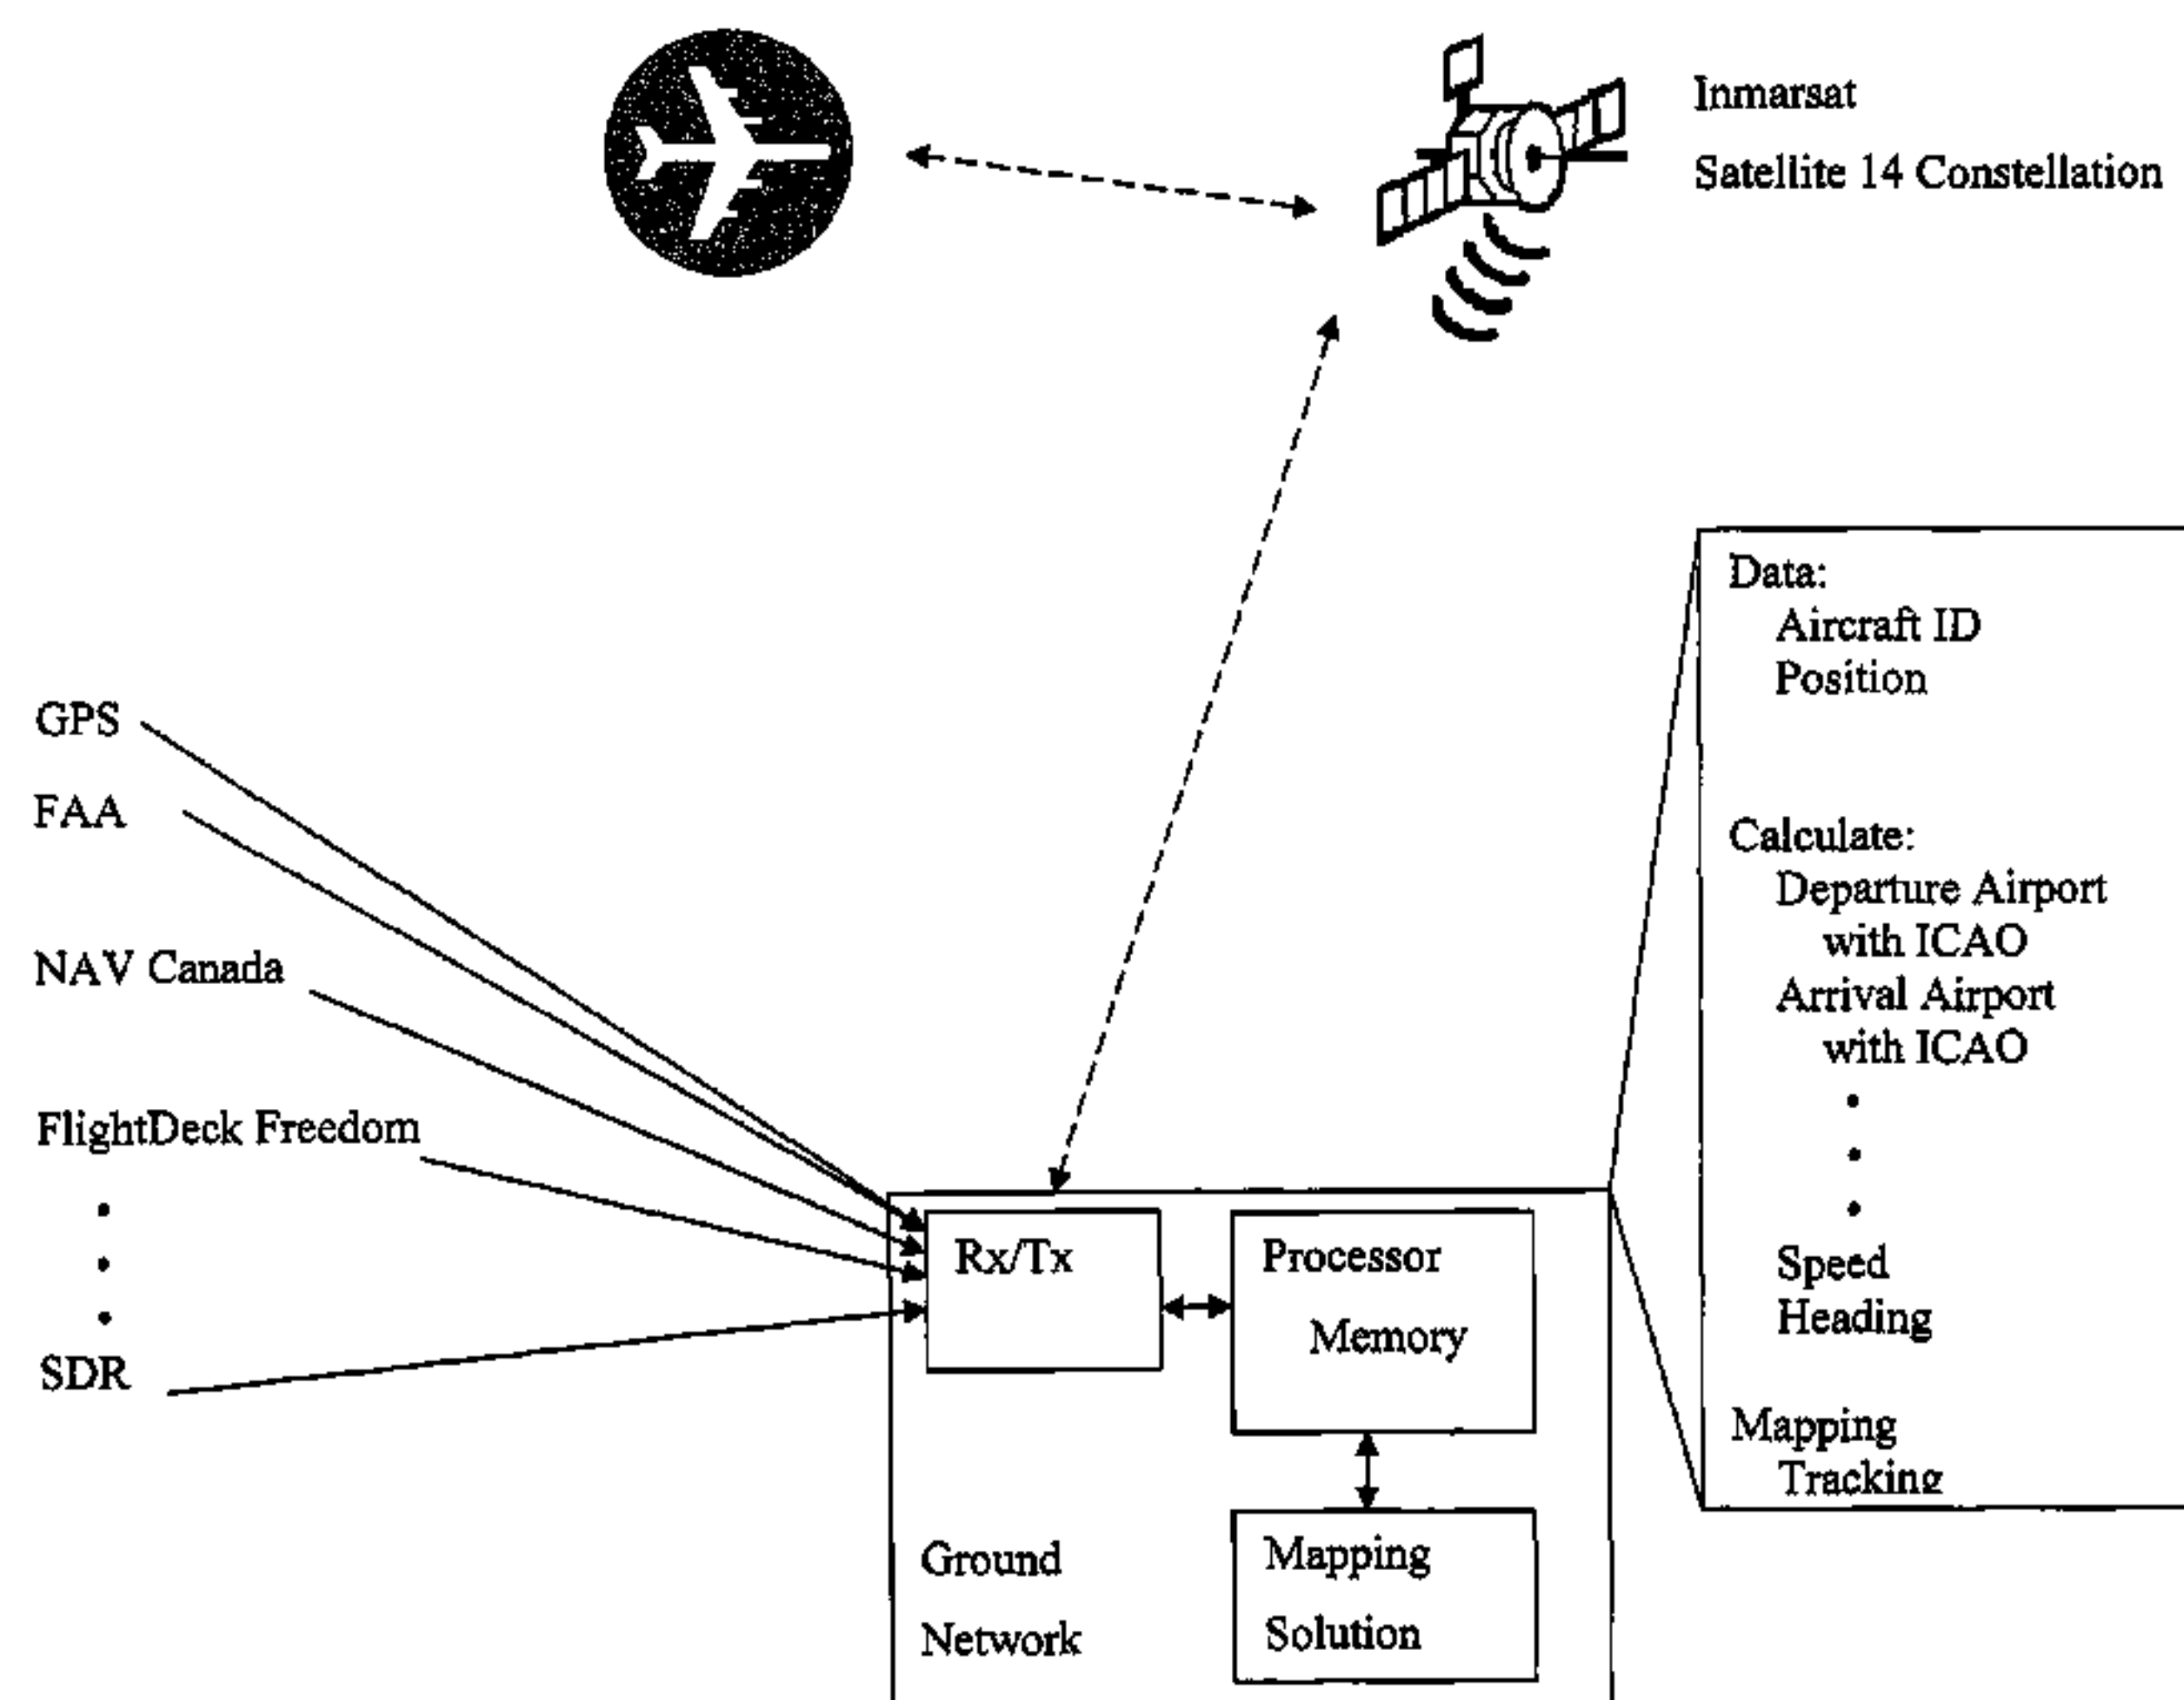 Inmarsat
Satellite 14 Constellation
Data:
Aircraft ID
Position
Calculate:
Departure Airport
with ICAO
Arrival Airport
with ICAO
Speed
Heading
Mapping
Tracking
GPS
FAA
NAV Canada
FlightDeck Freedom
SDR
Rx/Tx
Processor
Memory
Ground
Network
Mapping
Solution